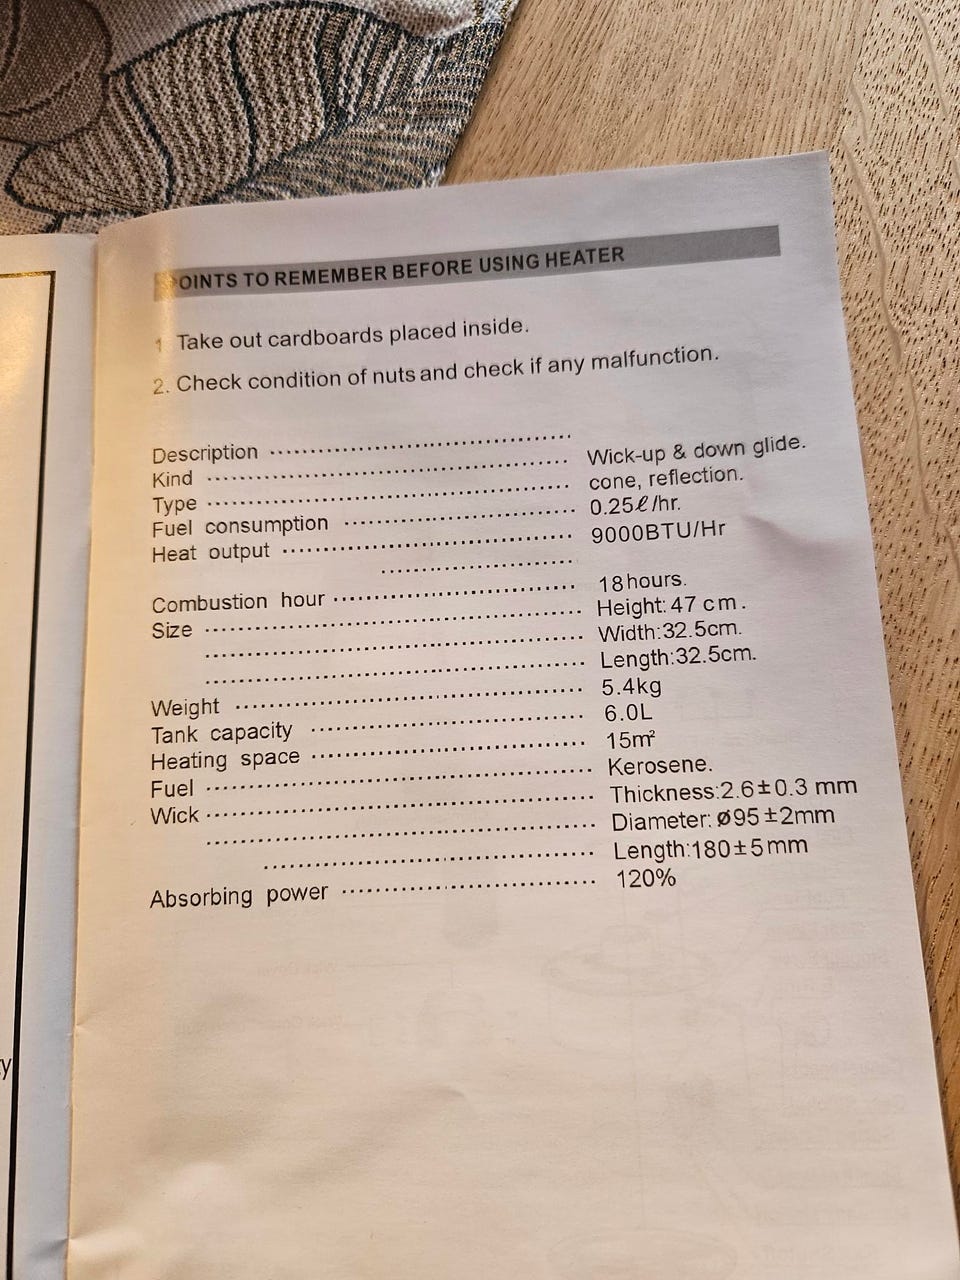 OINTS TO REMEMBER BEFORE USING HEATER
1 Take out cardboards placed inside.
2. Check condition of nuts and check if any malfunction.
Description
Kind Wick-up & down glide.
Type cone, reflection.
Fuel consumption 0.25ℓ/hr.
Heat output 9000BTU/Hr
Combustion hour 18hours.
Size Height:47 cm.
Width:32.5cm.
Length:32.5cm.
Weight 5.4kg
Tank capacity 6.0L
Heating space 15m²
Fuel Kerosene.
Wick Thickness:2.6±0.3 mm
Diameter: Ø95±2mm
Length:180±5mm
Absorbing power 120%